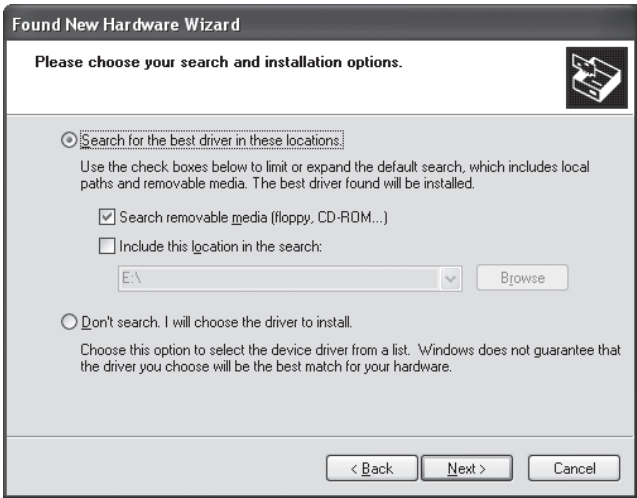 Found New Hardware Wizard
Please choose your search and installation options.
Search for the best driver in these locations.
Use the check boxes below to limit or expand the default search, which includes local
paths and removable media. The best driver found will be installed.
Search removable media (floppy, CD-ROM...)
Include this location in the search:
E:\
Browse
Don't search. I will choose the driver to install.
Choose this option to select the device driver from a list. Windows does not guarantee that
the driver you choose will be the best match for your hardware.
< Back
Next >
Cancel